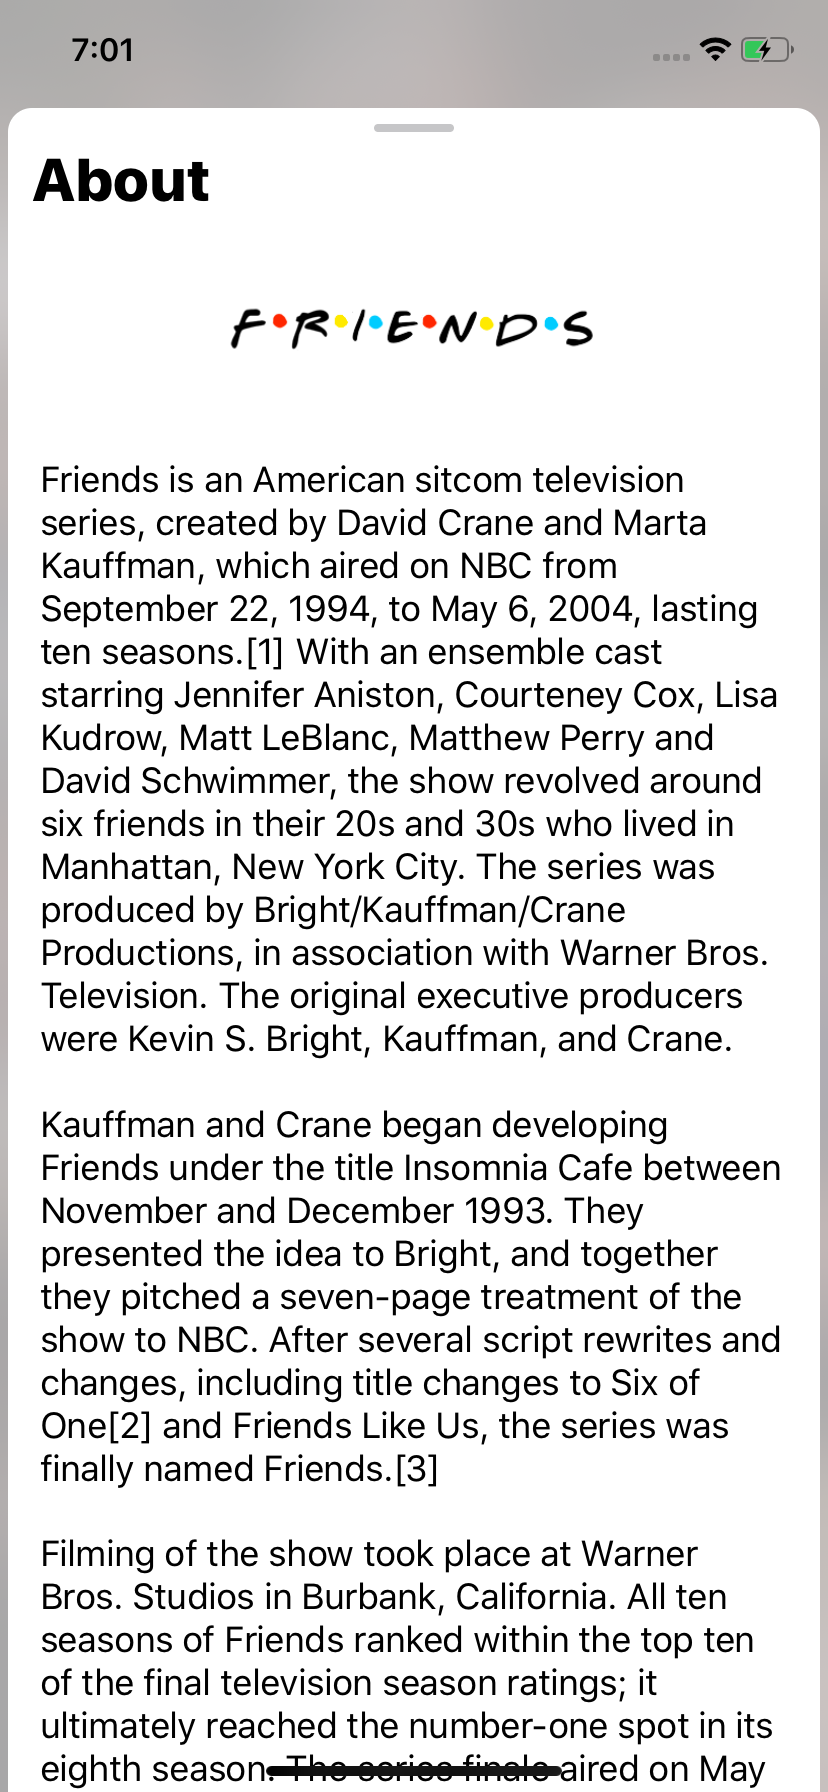 7:01
About
F•R•I•E•N•D•S
Friends is an American sitcom television
series, created by David Crane and Marta
Kauffman, which aired on NBC from
September 22, 1994, to May 6, 2004, lasting
ten seasons.[1] With an ensemble cast
starring Jennifer Aniston, Courteney Cox, Lisa
Kudrow, Matt LeBlanc, Matthew Perry and
David Schwimmer, the show revolved around
six friends in their 20s and 30s who lived in
Manhattan, New York City. The series was
produced by Bright/Kauffman/Crane
Productions, in association with Warner Bros.
Television. The original executive producers
were Kevin S. Bright, Kauffman, and Crane.
Kauffman and Crane began developing
Friends under the title Insomnia Cafe between
November and December 1993. They
presented the idea to Bright, and together
they pitched a seven-page treatment of the
show to NBC. After several script rewrites and
changes, including title changes to Six of
One[2] and Friends Like Us, the series was
finally named Friends.[3]
Filming of the show took place at Warner
Bros. Studios in Burbank, California. All ten
seasons of Friends ranked within the top ten
of the final television season ratings; it
ultimately reached the number-one spot in its
eighth season. The series finale aired on May